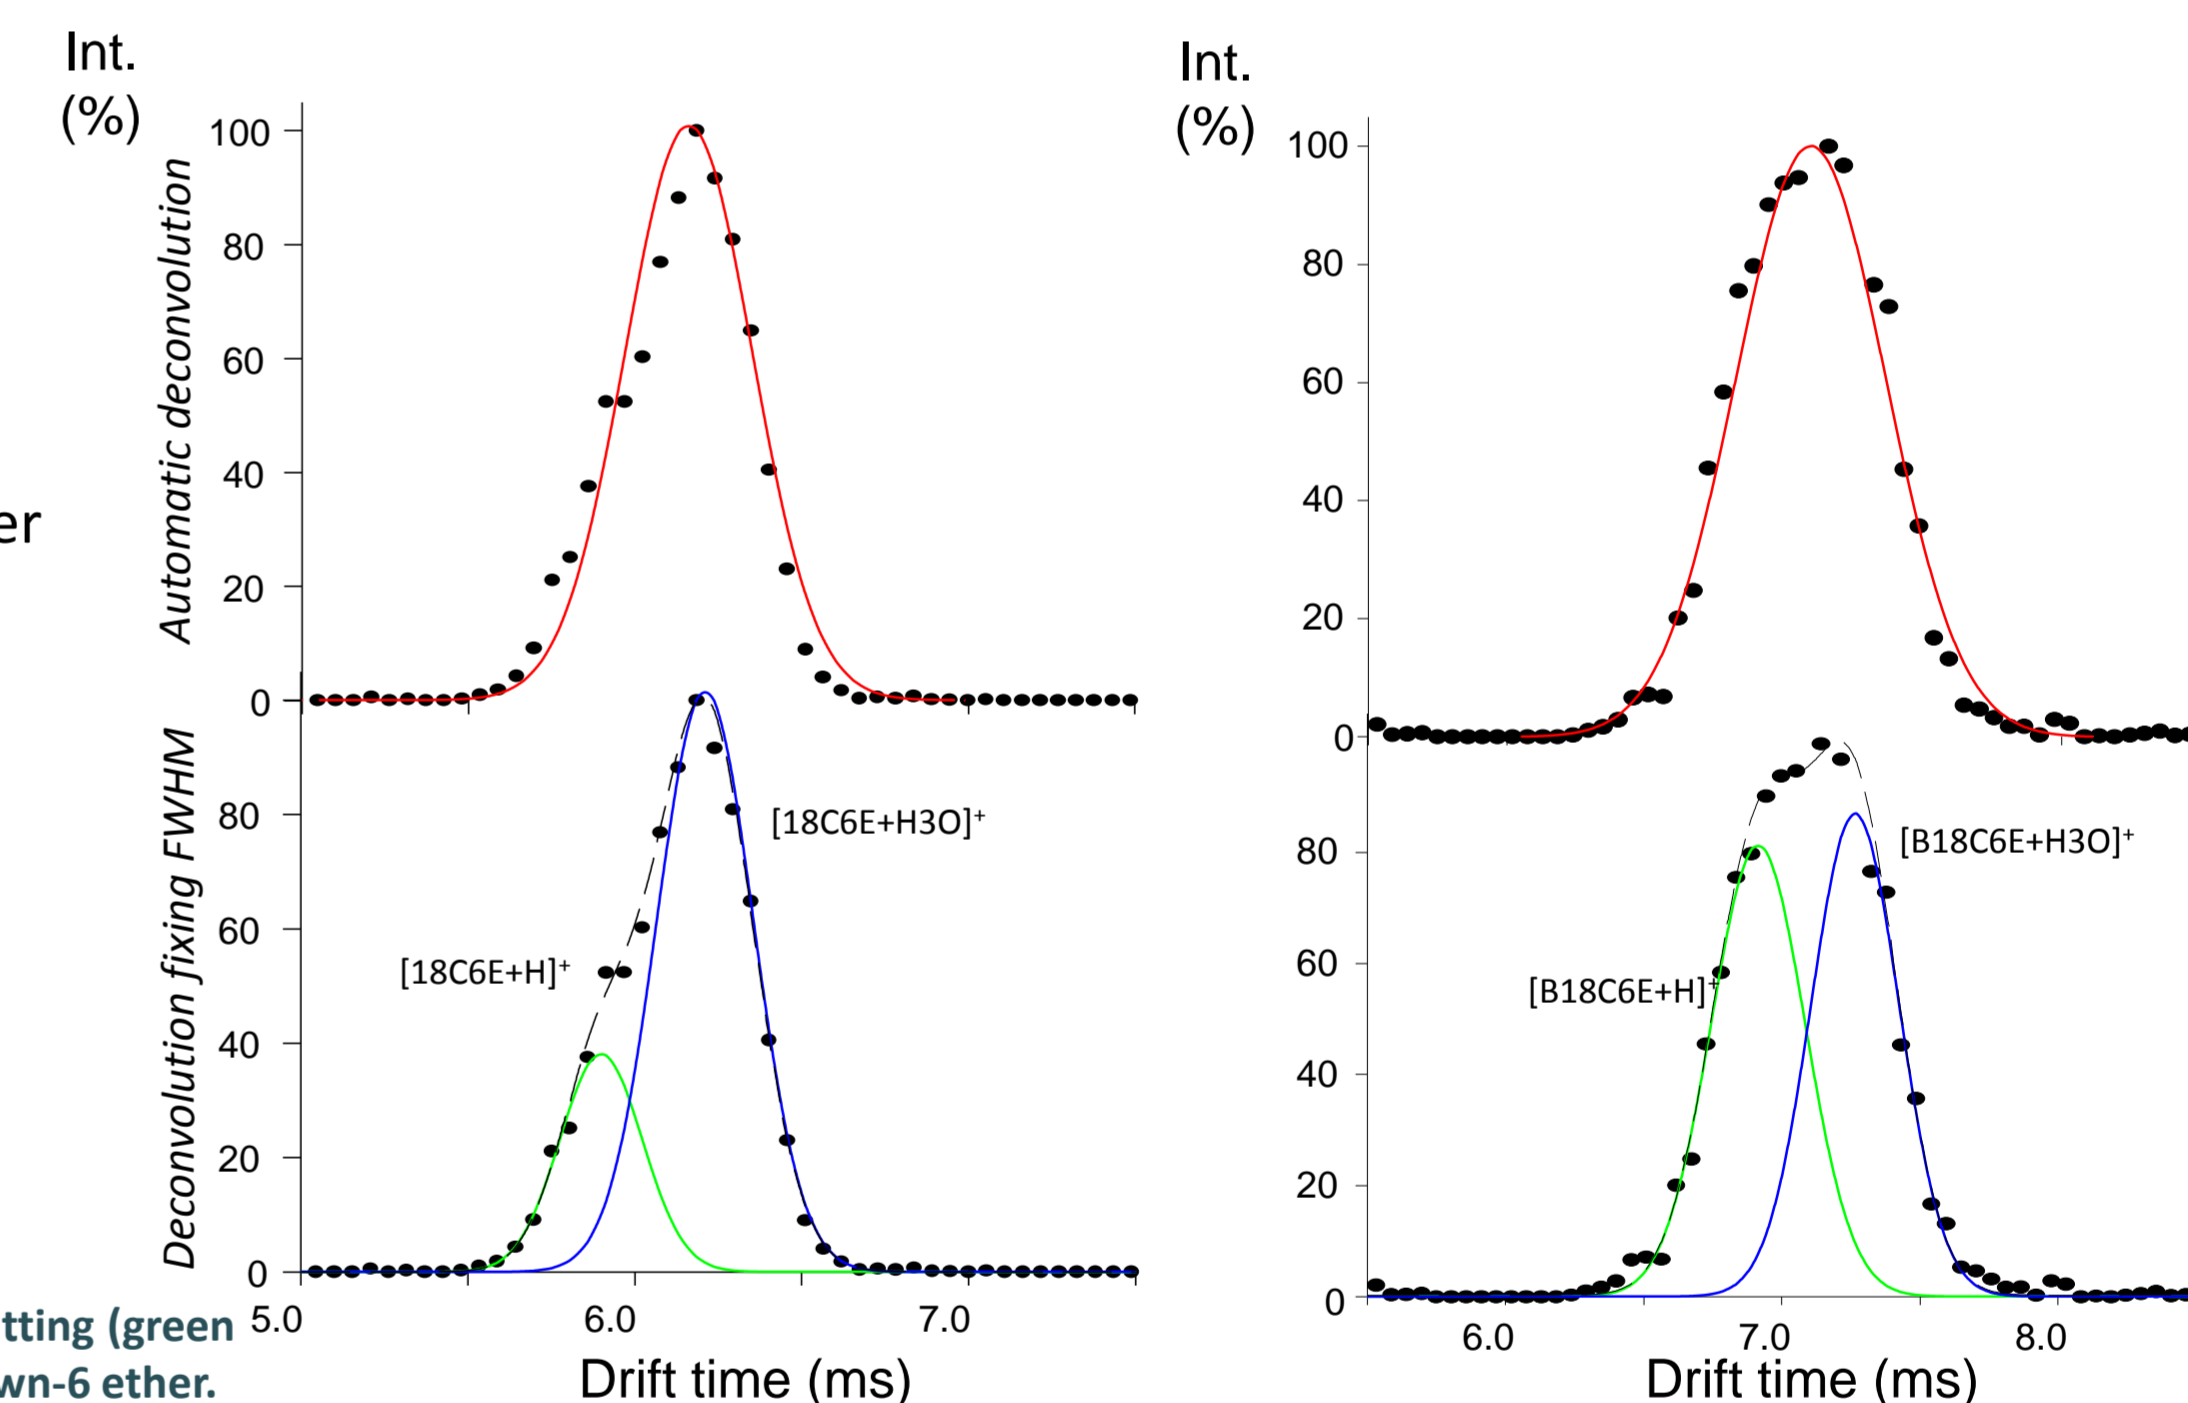 Int.
(%)
Automatic deconvolution
100
80
60
40
20
0
Deconvolution fixing FWHM
80
60
40
20
0
[18C6E+H3O]+
[18C6E+H]+
5.0 6.0 7.0
Drift time (ms)
Int.
(%)
100
80
60
40
20
0
80
60
40
20
0
[B18C6E+H3O]+
[B18C6E+H]+
6.0 7.0 8.0
Drift time (ms)
er
tting (green
wn-6 ether.